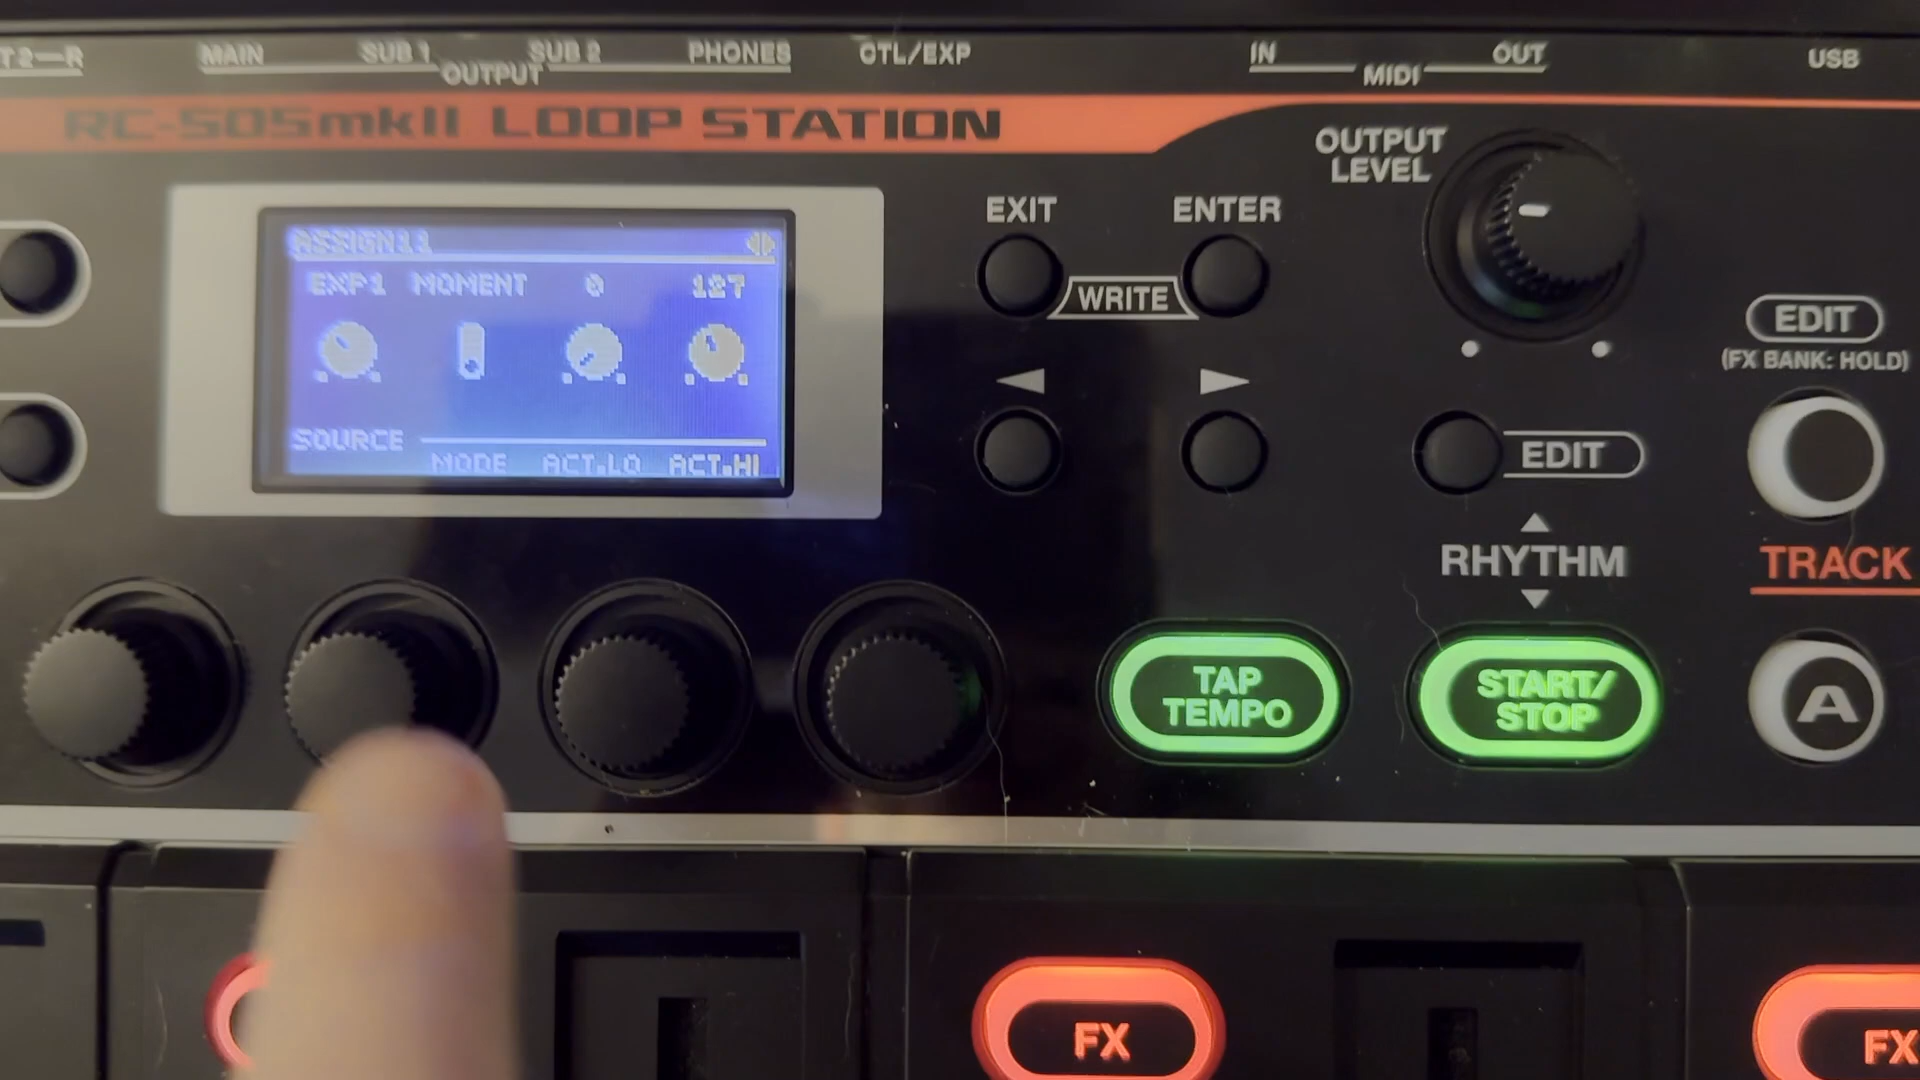 T 2—R
MAIN SUB 1 SUB 2 PHONES CTL/EXP IN OUT USB
OUTPUT MIDI
RC-505mkII LOOP STATION
OUTPUT
LEVEL
EXIT ENTER
WRITE
ASSIGN11
EXP1 MOMENT 0 127
SOURCE
MODE ACT.LO ACT.HI
EDIT
(FX BANK: HOLD)
EDIT
RHYTHM
TRACK
TAP
TEMPO
START/
STOP
A
FX
FX